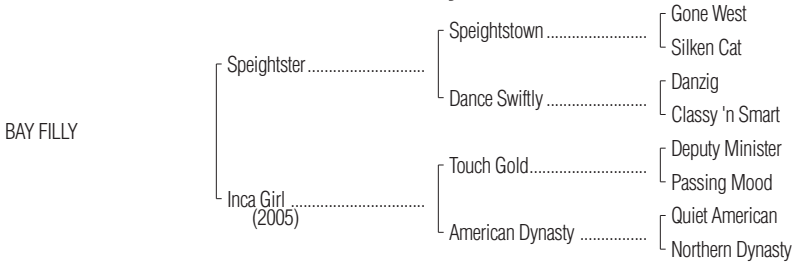 Gone West
Speightstown ........................
Silken Cat
Speightster ............................
Danzig
Dance Swiftly ........................
Classy 'n Smart
BAY FILLY
Deputy Minister
Touch Gold............................
Passing Mood
Inca Girl ................................
(2005)
Quiet American
American Dynasty ................
Northern Dynasty